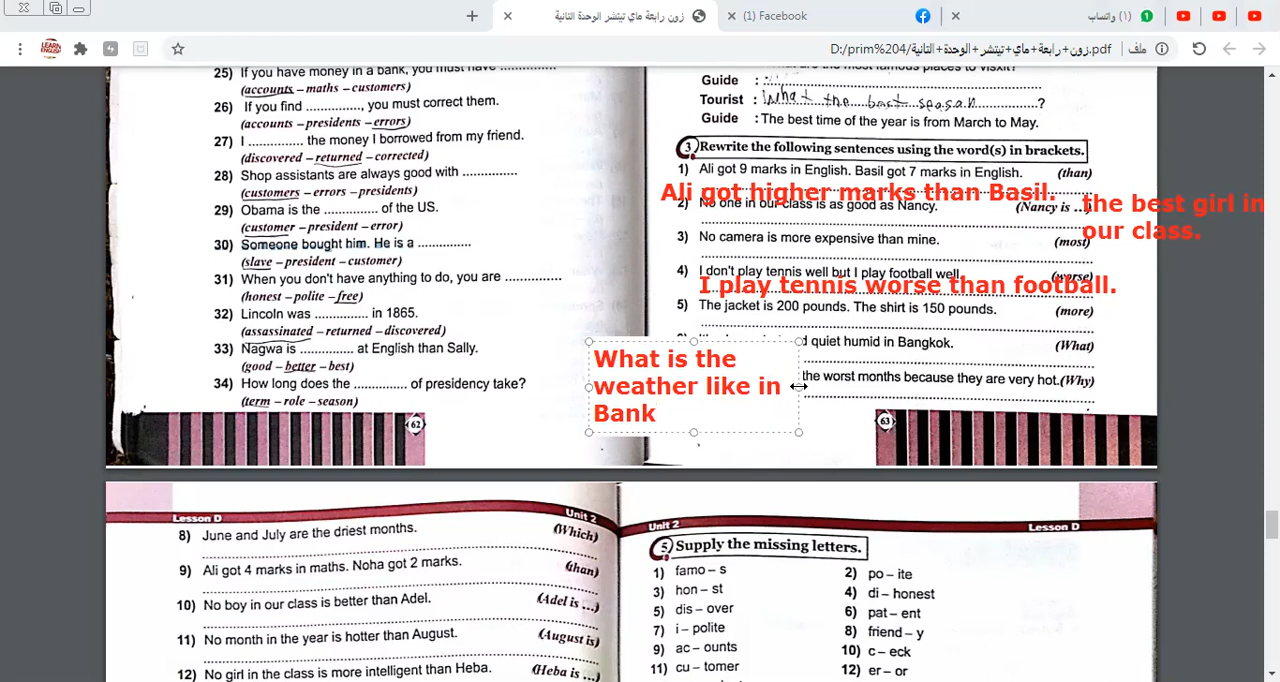 زون رابعة ماي تيتشر الوحدة الثانية
(1) Facebook
(١) واتساب
ملف
D:/prim%204/زون+رابعة+ماي+تيتشر+الوحدة+الثانية.pdf
25) If you have money in a bank, you must have ..............
(accounts – maths – customers)
26) If you find .............., you must correct them.
(accounts – presidents – errors)
27) I .............. the money I borrowed from my friend.
(discovered – returned – corrected)
28) Shop assistants are always good with ..............
(customers – errors – presidents)
29) Obama is the .............. of the US.
(customer – president – error)
30) Someone bought him. He is a ..............
(slave – president – customer)
31) When you don't have anything to do, you are ..............
(honest – polite – free)
32) Lincoln was .............. in 1865.
(assassinated – returned – discovered)
33) Nagwa is .............. at English than Sally.
(good – better – best)
34) How long does the .............. of presidency take?
(term – role – season)
62
Guide : ..............
Tourist : What the best seasan ..............?
Guide : The best time of the year is from March to May.
3 Rewrite the following sentences using the word(s) in brackets.
1) Ali got 9 marks in English. Basil got 7 marks in English. (than)
Ali got higher marks than Basil.
2) No one in our class is as good as Nancy. (Nancy is ...)
the best girl in
our class.
3) No camera is more expensive than mine. (most)
4) I don't play tennis well but I play football well. (worse)
I play tennis worse than football.
5) The jacket is 200 pounds. The shirt is 150 pounds. (more)
quiet humid in Bangkok. (What)
the worst months because they are very hot. (Why)
What is the
weather like in
Bank
63
Lesson D
Unit 2
8) June and July are the driest months. (Which)
9) Ali got 4 marks in maths. Noha got 2 marks. (than)
10) No boy in our class is better than Adel. (Adel is ...)
11) No month in the year is hotter than August. (August is)
12) No girl in the class is more intelligent than Heba. (Heba is ...)
Unit 2
Lesson D
5) Supply the missing letters.
1) famo – s 2) po – ite
3) hon – st 4) di – honest
5) dis – over 6) pat – ent
7) i – polite 8) friend – y
9) ac – ounts 10) c – eck
11) cu – tomer 12) er – or